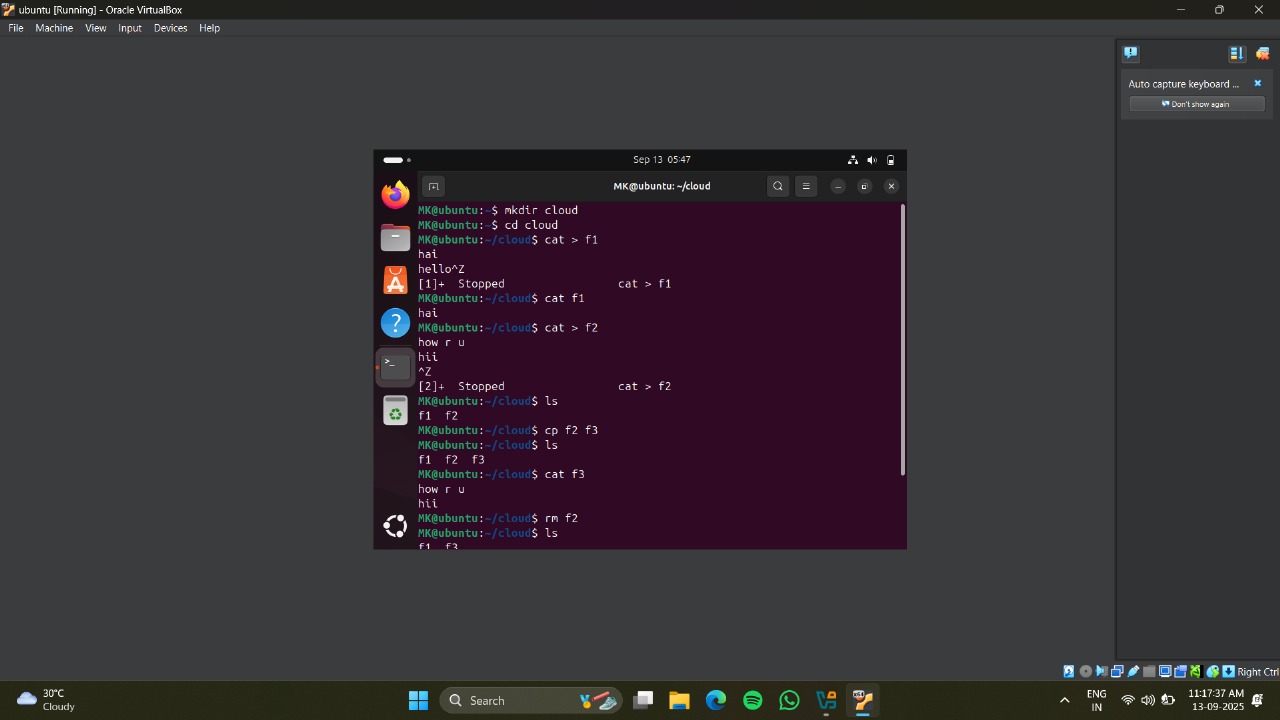 ubuntu [Running] - Oracle VirtualBox
File Machine View Input Devices Help
Auto capture keyboard ...
Don't show again
Sep 13 05:47
MK@ubuntu: ~/cloud
MK@ubuntu:~$ mkdir cloud
MK@ubuntu:~$ cd cloud
MK@ubuntu:~/cloud$ cat > f1
hai
hello^Z
[1]+  Stopped                 cat > f1
MK@ubuntu:~/cloud$ cat f1
hai
MK@ubuntu:~/cloud$ cat > f2
how r u
hii
^Z
[2]+  Stopped                 cat > f2
MK@ubuntu:~/cloud$ ls
f1  f2
MK@ubuntu:~/cloud$ cp f2 f3
MK@ubuntu:~/cloud$ ls
f1  f2  f3
MK@ubuntu:~/cloud$ cat f3
how r u
hii
MK@ubuntu:~/cloud$ rm f2
MK@ubuntu:~/cloud$ ls
f1  f3
Right Ctrl
30°C
Cloudy
Search
ENG
IN
11:17:37 AM
13-09-2025